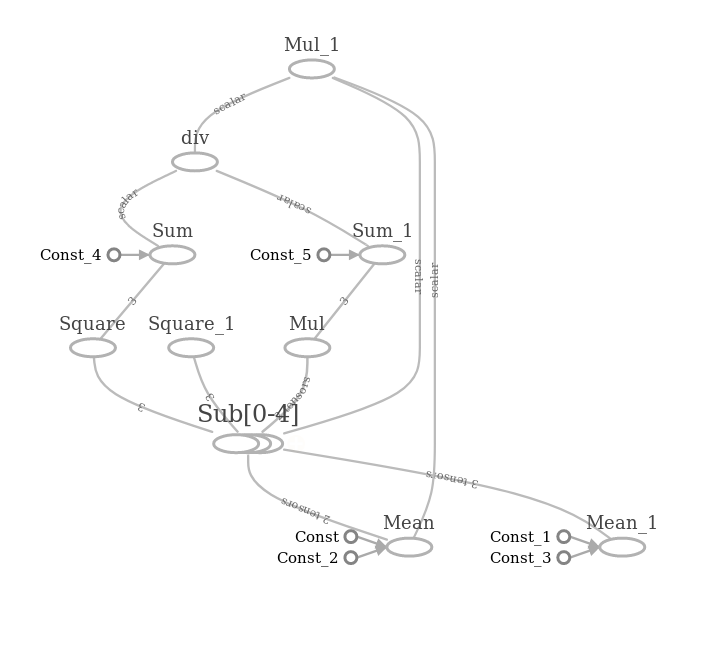 Mul_1
scalar
div
scalar
scalar
Sum
Sum_1
Const_4
Const_5
scalar
scalar
3
3
Square
Square_1
Mul
3
3
tensors
Sub[0-4]
3 tensors
2 tensors
Mean
Mean_1
Const
Const_1
Const_2
Const_3